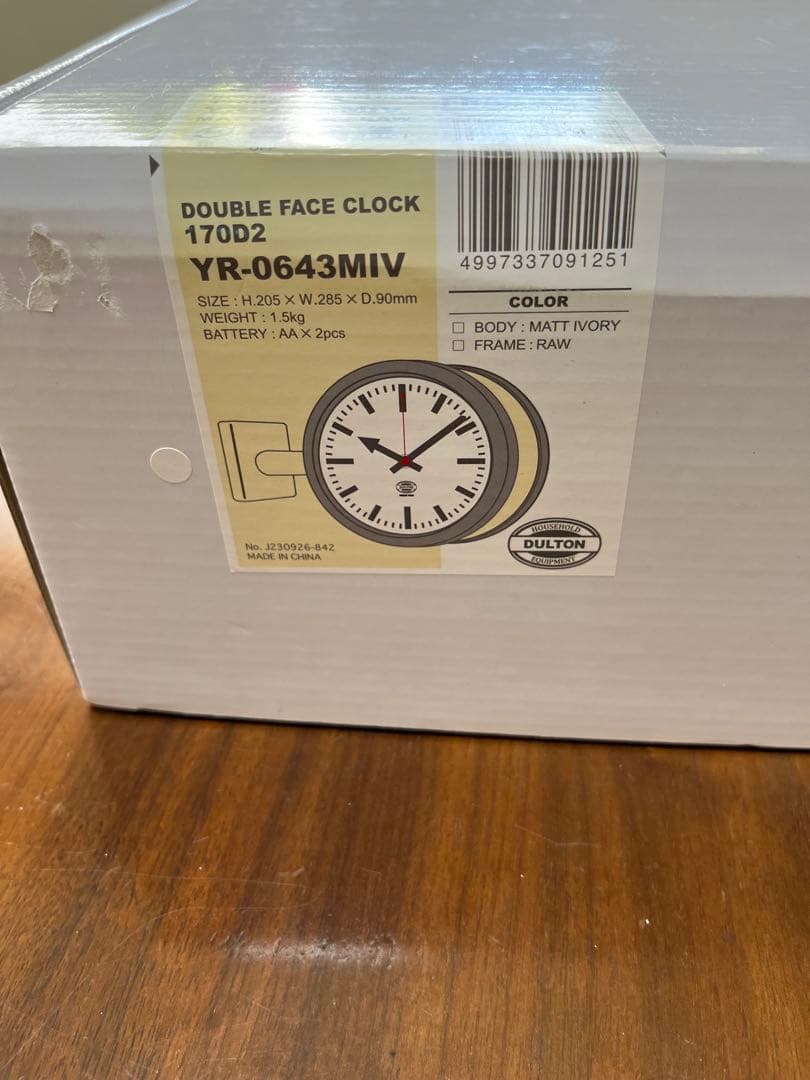 DOUBLE FACE CLOCK
170D2
YR-0643MIV
SIZE : H.205 × W.285 × D.90mm
WEIGHT : 1.5kg
BATTERY : AA × 2pcs
4997337091251
COLOR
□ BODY : MATT IVORY
□ FRAME : RAW
No. J230926-842
MADE IN CHINA
HOUSEHOLD
DULTON
EQUIPMENT